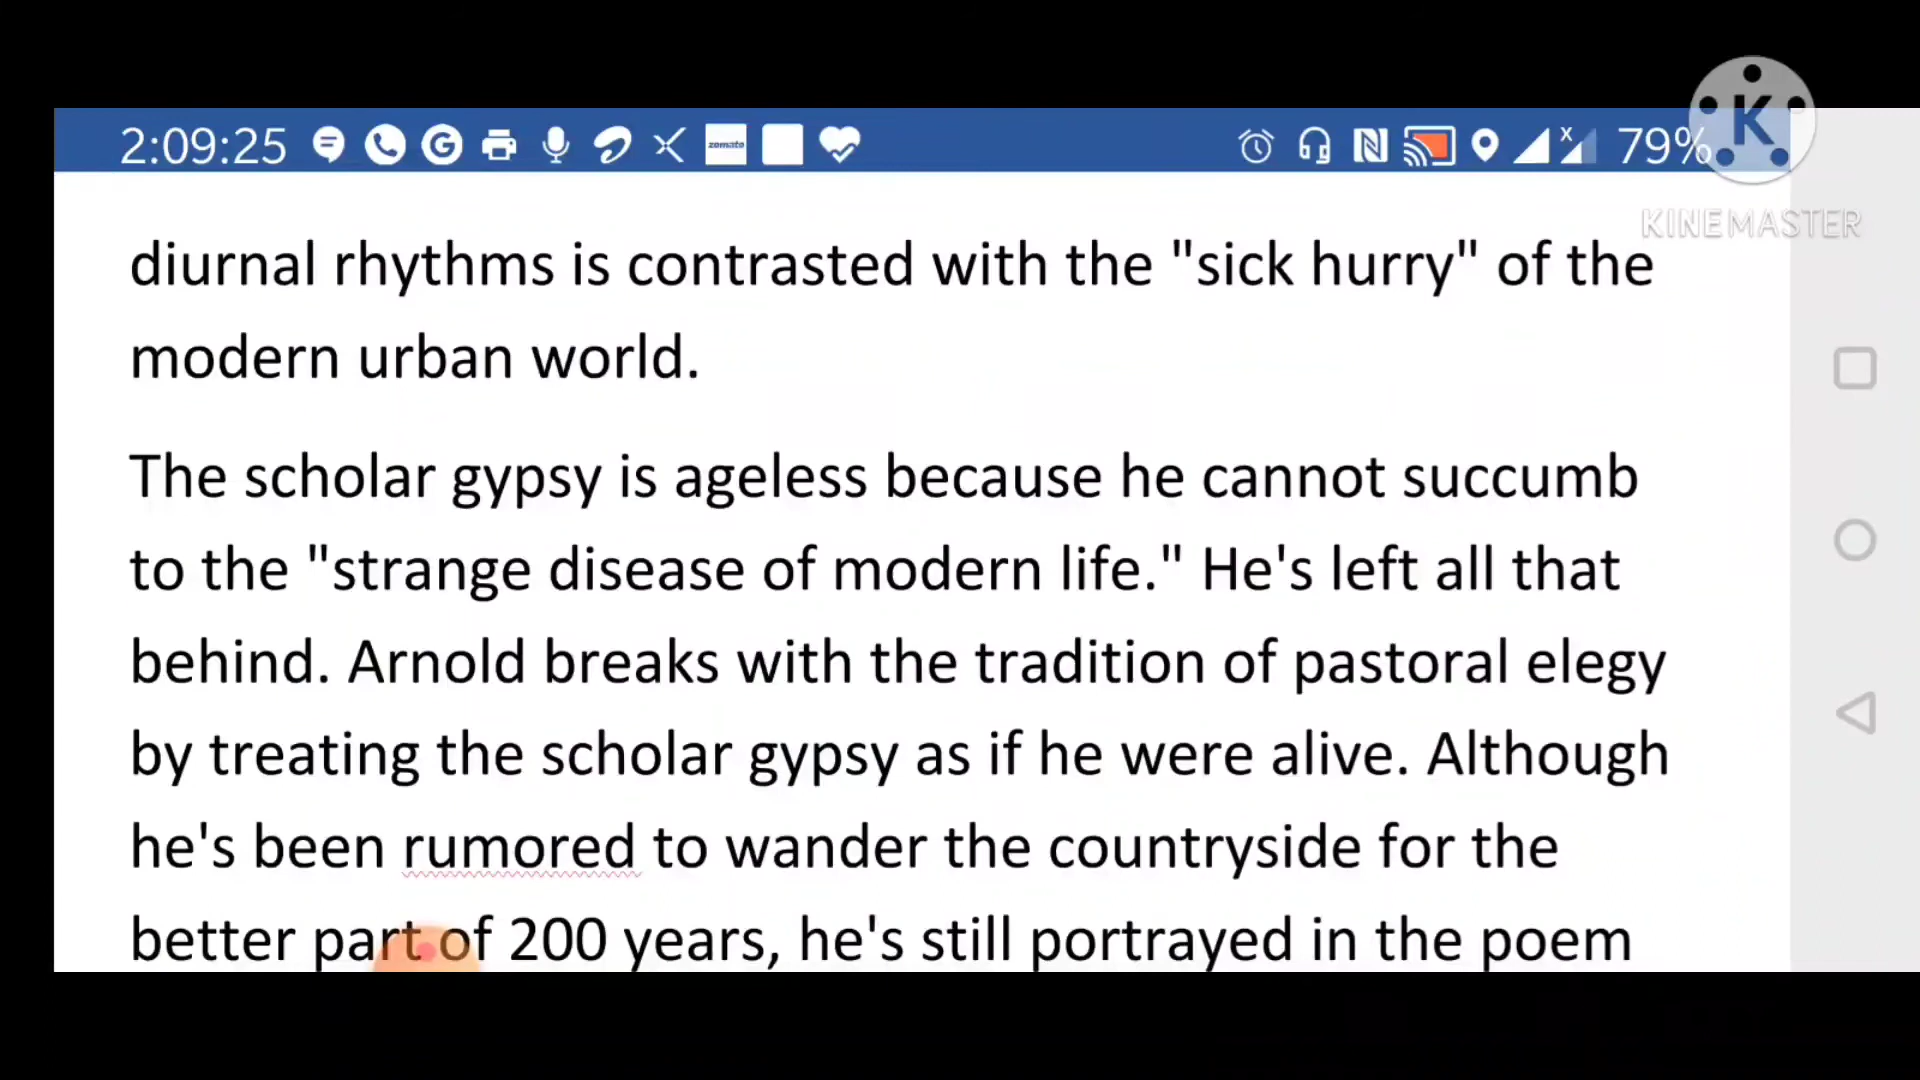 2:09:25 zomato 79%
K
KINEMASTER
diurnal rhythms is contrasted with the "sick hurry" of the
modern urban world.
The scholar gypsy is ageless because he cannot succumb
to the "strange disease of modern life." He's left all that
behind. Arnold breaks with the tradition of pastoral elegy
by treating the scholar gypsy as if he were alive. Although
he's been rumored to wander the countryside for the
better part of 200 years, he's still portrayed in the poem